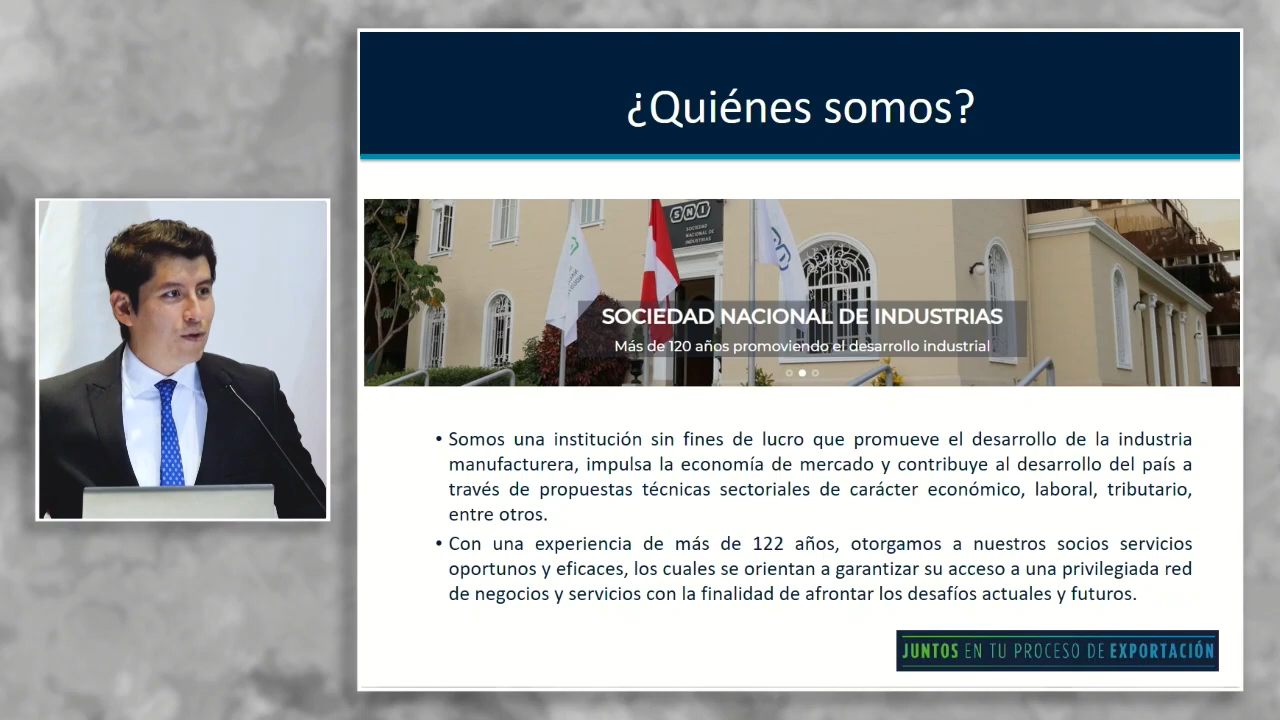 ¿Quiénes somos?
SNI
SOCIEDAD
NACIONAL DE
INDUSTRIAS
SOCIEDAD NACIONAL DE INDUSTRIAS
Más de 120 años promoviendo el desarrollo industrial
• Somos una institución sin fines de lucro que promueve el desarrollo de la industria
manufacturera, impulsa la economía de mercado y contribuye al desarrollo del país a
través de propuestas técnicas sectoriales de carácter económico, laboral, tributario,
entre otros.
• Con una experiencia de más de 122 años, otorgamos a nuestros socios servicios
oportunos y eficaces, los cuales se orientan a garantizar su acceso a una privilegiada red
de negocios y servicios con la finalidad de afrontar los desafíos actuales y futuros.
JUNTOS EN TU PROCESO DE EXPORTACIÓN